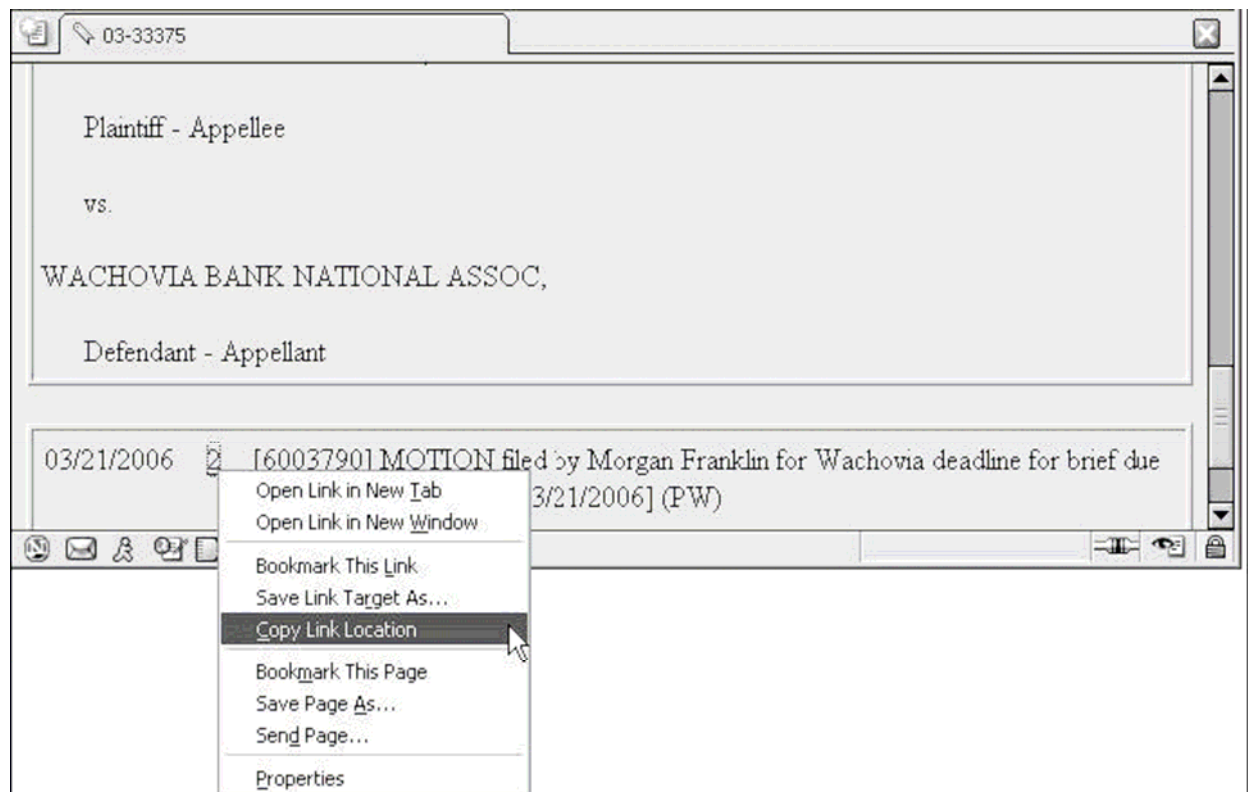 03-33375
Plaintiff - Appellee
vs.
WACHOVIA BANK NATIONAL ASSOC,
Defendant - Appellant
03/21/2006 2 [6003790] MOTION filed by Morgan Franklin for Wachovia deadline for brief due
3/21/2006] (PW)
Open Link in New Tab
Open Link in New Window
Bookmark This Link
Save Link Target As...
Copy Link Location
Bookmark This Page
Save Page As...
Send Page...
Properties